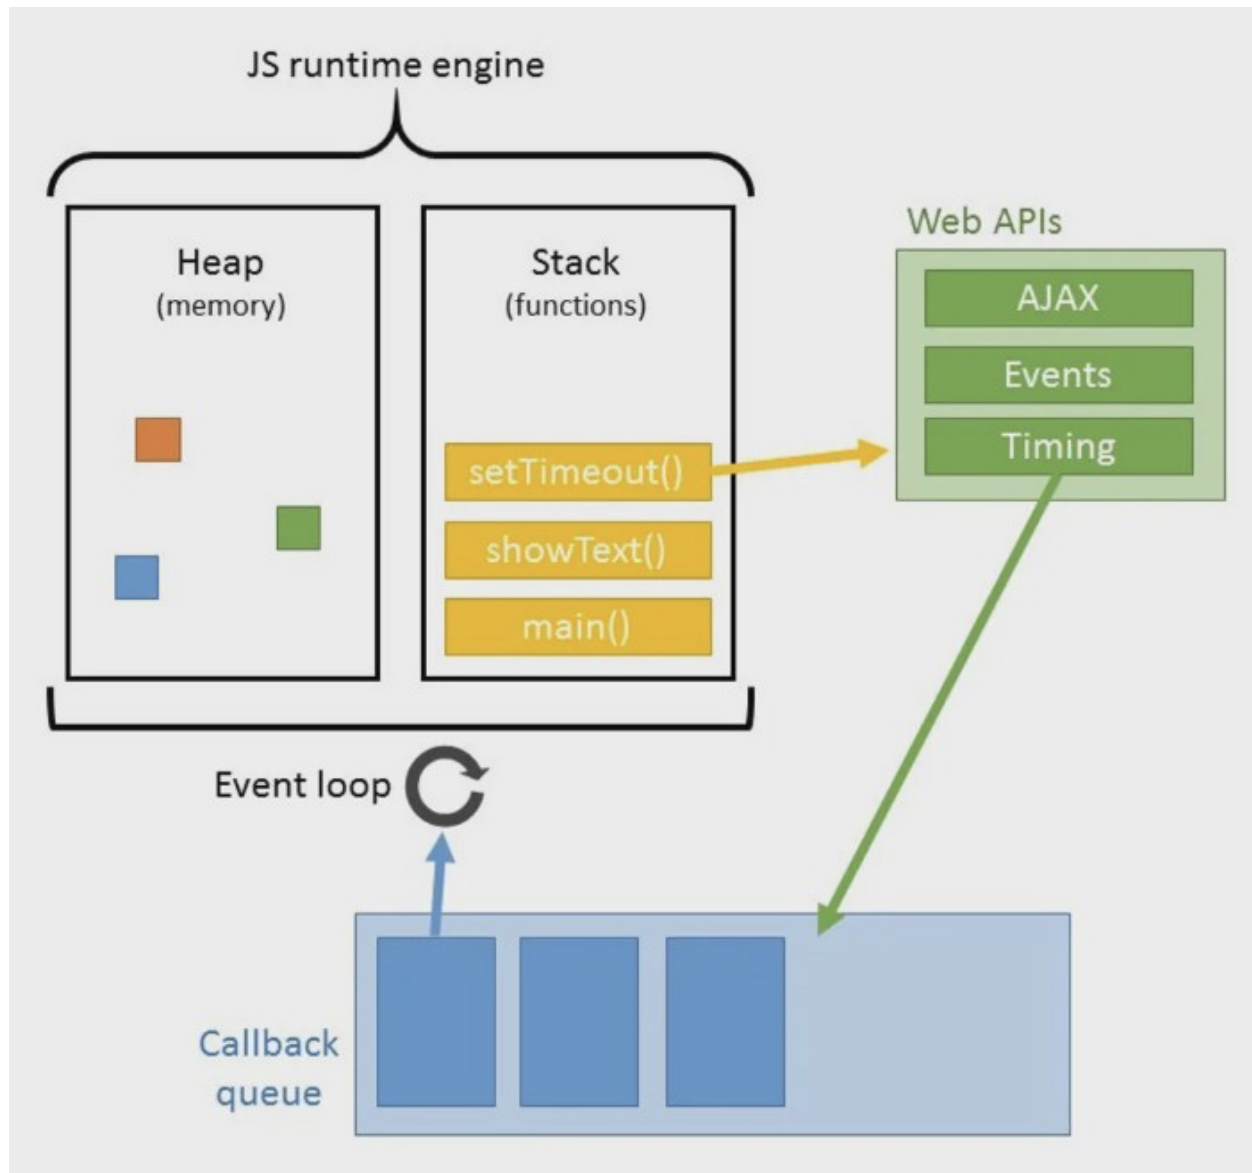 JS runtime engine
Heap
(memory)
Stack
(functions)
setTimeout()
showText()
main()
Web APIs
AJAX
Events
Timing
Event loop
Callback
queue